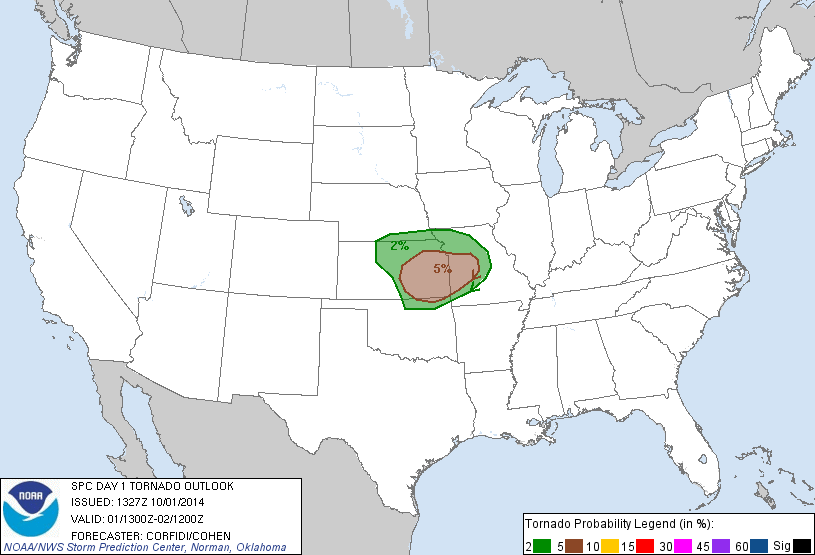 2%
5%
NOAA
SPC DAY 1 TORNADO OUTLOOK
ISSUED: 1327Z 10/01/2014
VALID: 01/1300Z-02/1200Z
FORECASTER: CORFIDI/COHEN
NOAA/NWS Storm Prediction Center, Norman, Oklahoma
Tornado Probability Legend (in %):
2 5 10 15 30 45 60 Sig